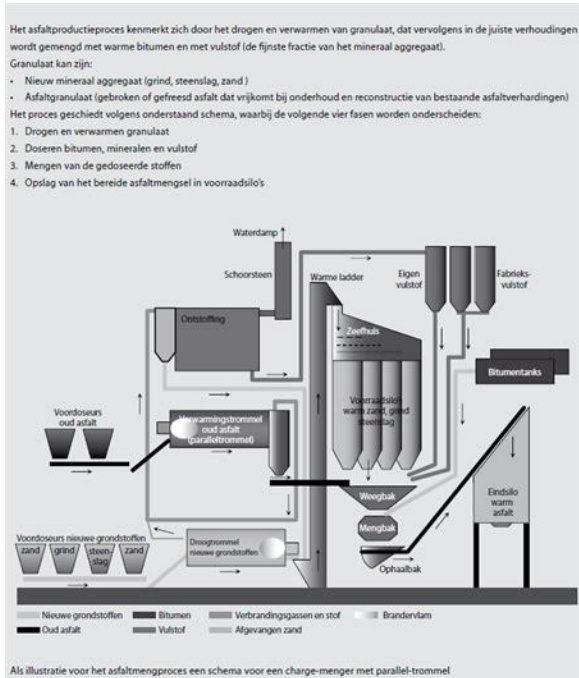 Het asfaltproductieproces kenmerkt zich door het drogen en verwarmen van granulaat, dat vervolgens in de juiste verhoudingen
wordt gemengd met warme bitumen en met vulstof (de fijnste fractie van het mineraal aggregaat).
Granulaat kan zijn:
• Nieuw mineraal aggregaat (grind, steenslag, zand )
• Asfaltgranulaat (gebroken of gefreesd asfalt dat vrijkomt bij onderhoud en reconstructie van bestaande asfaltverhardingen)
Het proces geschiedt volgens onderstaand schema, waarbij de volgende vier fasen worden onderscheiden:
1. Drogen en verwarmen granulaat
2. Doseren bitumen, mineralen en vulstof
3. Mengen van de gedoseerde stoffen
4. Opslag van het bereide asfaltmengsel in voorraadsilo's
Waterdamp
Schoorsteen
Warme ladder
Eigen
vulstof
Fabrieks-
vulstof
Ontstoffing
Zeefhuis
Bitumentanks
Voorraadsilo's
warm zand, grind
steenslag
Voordoseurs
oud asfalt
Verwarmingstrommel
oud asfalt
(paralleltrommel)
Weegbak
Eindsilo
warm
asfalt
Mengbak
Voordoseurs nieuwe grondstoffen
zand grind steen-
slag zand
Droogtrommel
nieuwe grondstoffen
Ophaalbak
Nieuwe grondstoffen Bitumen Verbrandingsgassen en stof Brandervlam
Oud asfalt Vulstof Afgevangen zand
Als illustratie voor het asfaltmengproces een schema voor een charge-menger met parallel-trommel